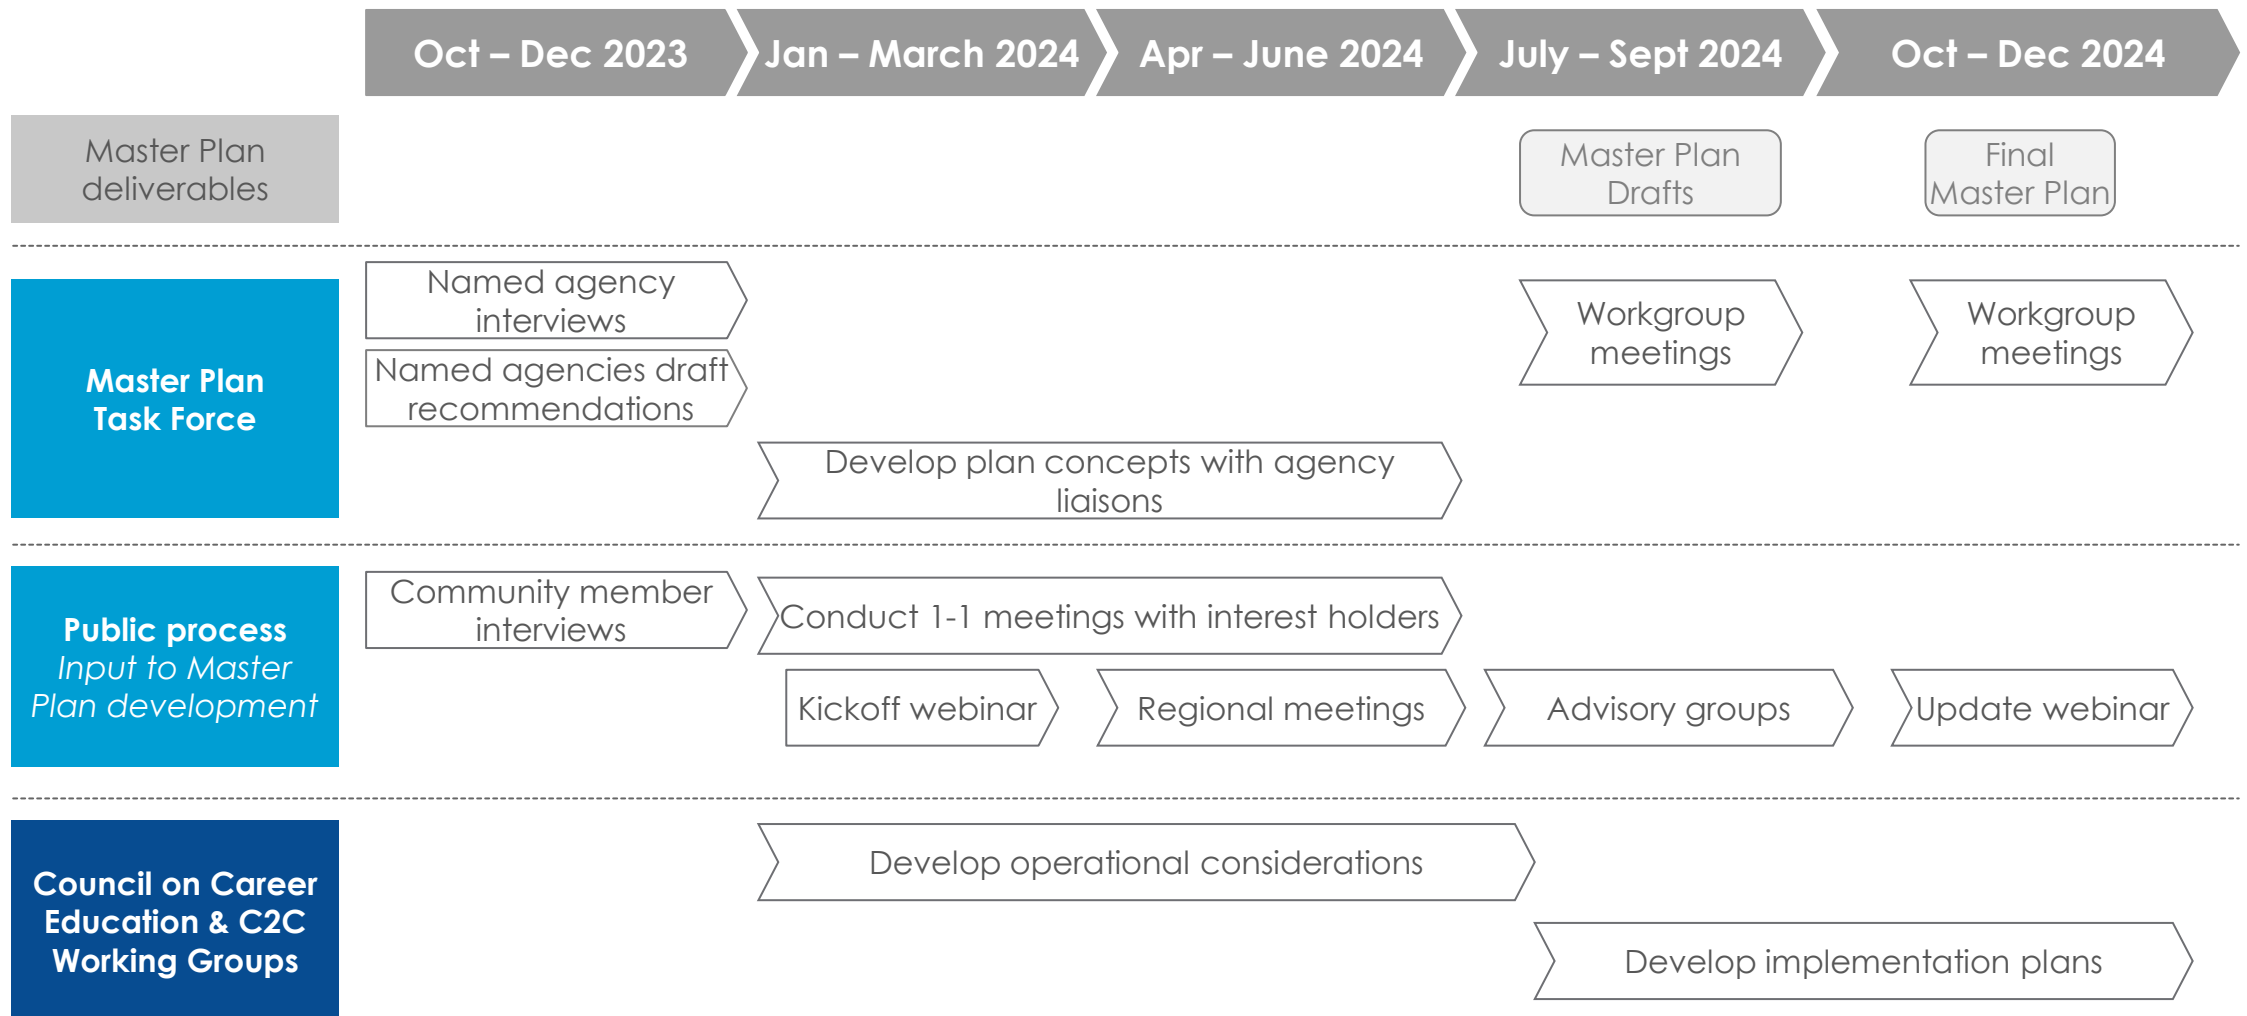 Oct – Dec 2023
Jan – March 2024
Apr – June 2024
July – Sept 2024
Oct – Dec 2024
Master Plan
deliverables
Master Plan
Drafts
Final
Master Plan
Master Plan
Task Force
Named agency
interviews
Named agencies draft
recommendations
Develop plan concepts with agency
liaisons
Workgroup
meetings
Workgroup
meetings
Public process
Input to Master
Plan development
Community member
interviews
Conduct 1-1 meetings with interest holders
Kickoff webinar
Regional meetings
Advisory groups
Update webinar
Council on Career
Education & C2C
Working Groups
Develop operational considerations
Develop implementation plans